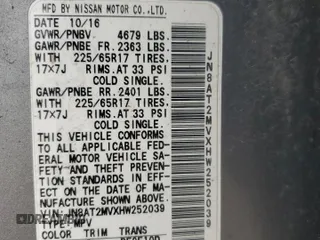 MFD BY NISSAN MOTOR CO.,LTD.
DATE 10/16
GVWR/PNBV 4679 LBS.
GAWR/PNBE FR. 2363 LBS.
WITH 225/65R17 TIRES.
17×7J RIMS.AT 33 PSI
COLD SINGLE.
GAWR/PNBE RR. 2401 LBS.
WITH 225/65R17 TIRES.
17×7J RIMS.AT 33 PSI
COLD SINGLE.
THIS VEHICLE CONFORMS
TO ALL APPLICABLE FED-
ERAL MOTOR VEHICLE SA-
FETY AND THEFT PREVEN-
TION STANDARDS IN EFF-
ECT ON THE DATE OF MA-
NUFACTURE SHOWN ABOVE.
VIN: JN8AT2MVXHW252039
TYPE:MPV
COLOR TRIM
JN8AT2MVXHW252039